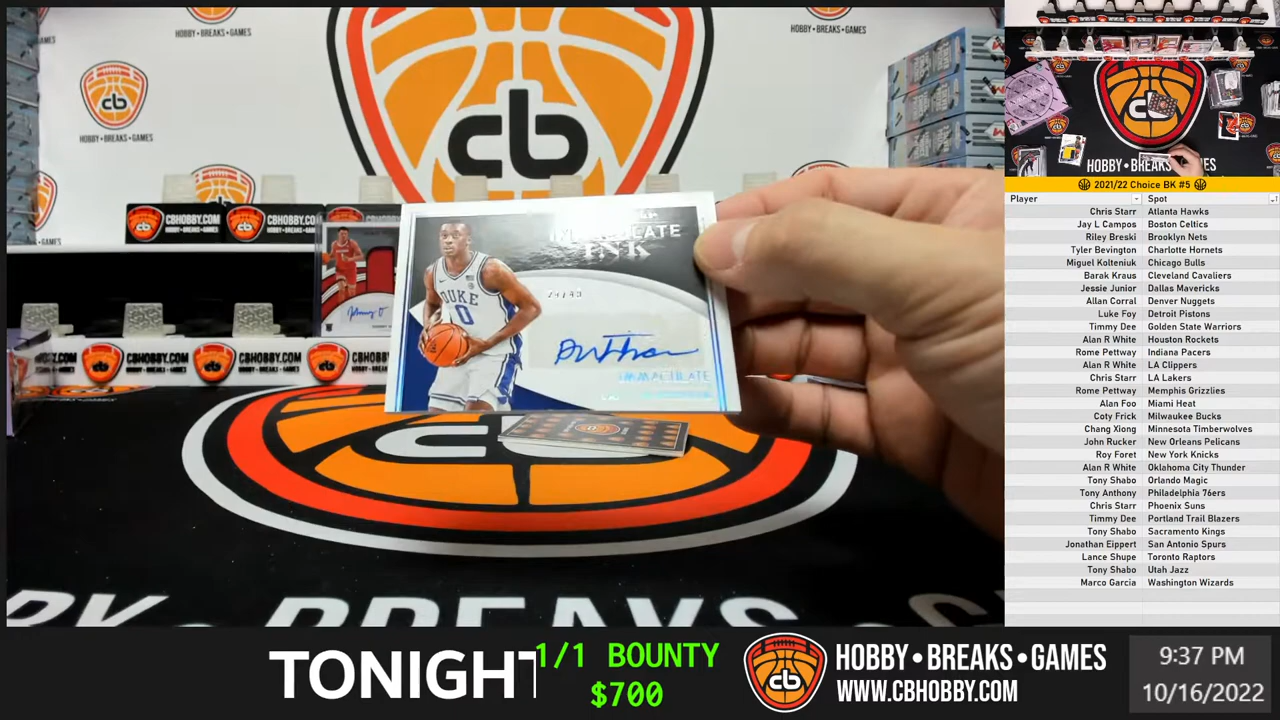 cb
HOBBY • BREAKS • GAMES
CBHOBBY.COM
CBHOBBY.COM
CBHOBBY.COM
CBHOBBY.COM
IMMACULATE
INK
DUKE
0
IMMACULATE
cb
HOBBY • BREAKS • GAMES
2021/22 Choice BK #5
Player Spot
Chris Starr Atlanta Hawks
Jay L Campos Boston Celtics
Riley Breski Brooklyn Nets
Tyler Bevington Charlotte Hornets
Miguel Kolteniuk Chicago Bulls
Barak Kraus Cleveland Cavaliers
Jessie Junior Dallas Mavericks
Allan Corral Denver Nuggets
Luke Foy Detroit Pistons
Timmy Dee Golden State Warriors
Alan R White Houston Rockets
Rome Pettway Indiana Pacers
Alan R White LA Clippers
Chris Starr LA Lakers
Rome Pettway Memphis Grizzlies
Alan Foo Miami Heat
Coty Frick Milwaukee Bucks
Chang Xiong Minnesota Timberwolves
John Rucker New Orleans Pelicans
Roy Foret New York Knicks
Alan R White Oklahoma City Thunder
Tony Shabo Orlando Magic
Tony Anthony Philadelphia 76ers
Chris Starr Phoenix Suns
Timmy Dee Portland Trail Blazers
Tony Shabo Sacramento Kings
Jonathan Eippert San Antonio Spurs
Lance Shupe Toronto Raptors
Tony Shabo Utah Jazz
Marco Garcia Washington Wizards
TONIGHT
1/1 BOUNTY
$700
cb
HOBBY • BREAKS • GAMES
WWW.CBHOBBY.COM
9:37 PM
10/16/2022